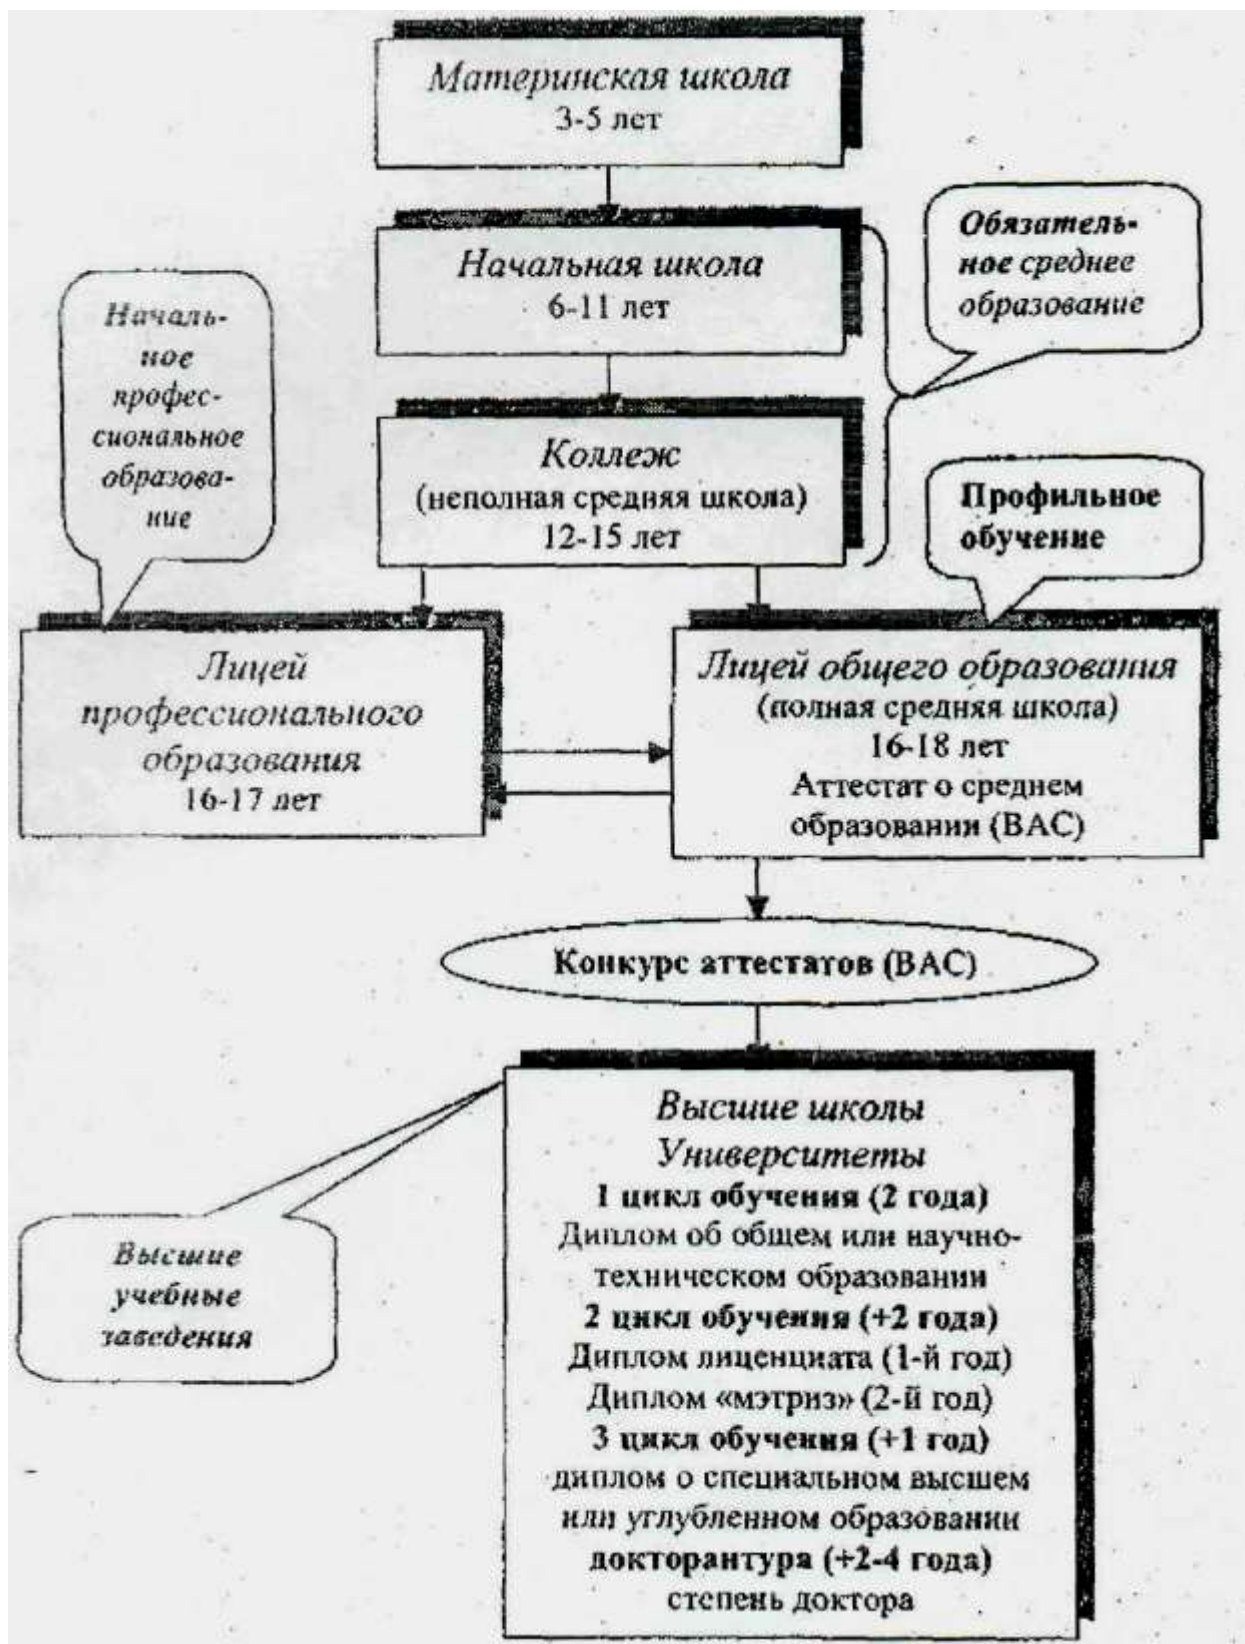 Материнская школа
3-5 лет
Начальная школа
6-11 лет
Обязатель-
ное среднее
образование
Началь-
ное
профес-
сиональное
образова-
ние
Коллеж
(неполная средняя школа)
12-15 лет
Профильное
обучение
Лицей
профессионального
образования
16-17 лет
Лицей общего образования
(полная средняя школа)
16-18 лет
Аттестат о среднем
образовании (ВАС)
Конкурс аттестатов (ВАС)
Высшие школы
Университеты
1 цикл обучения (2 года)
Диплом об общем или научно-
техническом образовании
2 цикл обучения (+2 года)
Диплом лиценциата (1-й год)
Диплом «мэтриз» (2-й год)
3 цикл обучения (+1 год)
диплом о специальном высшем
или углубленном образовании
докторантура (+2-4 года)
степень доктора
Высшие
учебные
заведения